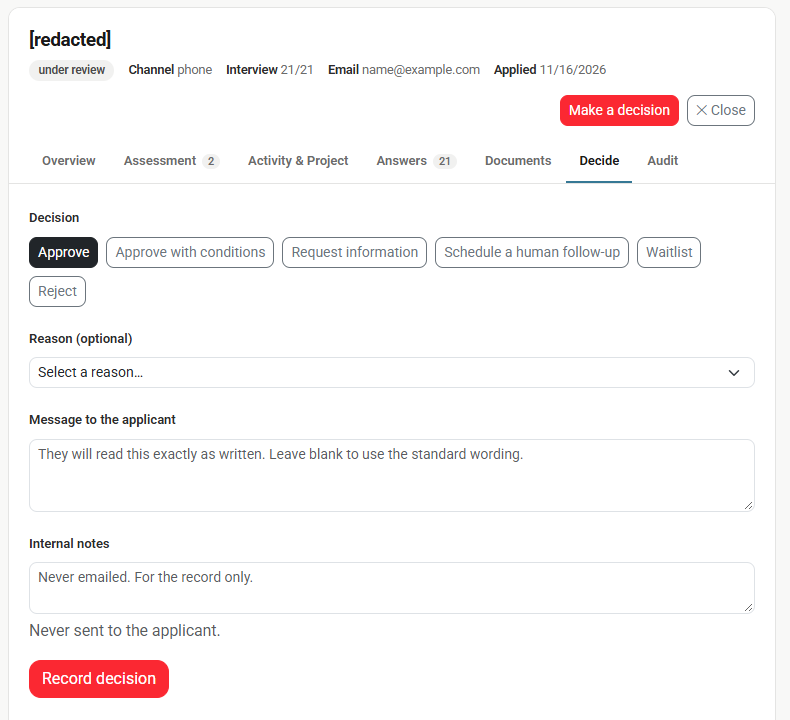 [redacted]
under review Channel phone Interview 21/21 Email name@example.com Applied 11/16/2026
Make a decision Close
Overview Assessment 2 Activity & Project Answers 21 Documents Decide Audit
Decision
Approve Approve with conditions Request information Schedule a human follow-up Waitlist
Reject
Reason (optional)
Select a reason...
Message to the applicant
They will read this exactly as written. Leave blank to use the standard wording.
Internal notes
Never emailed. For the record only.
Never sent to the applicant.
Record decision